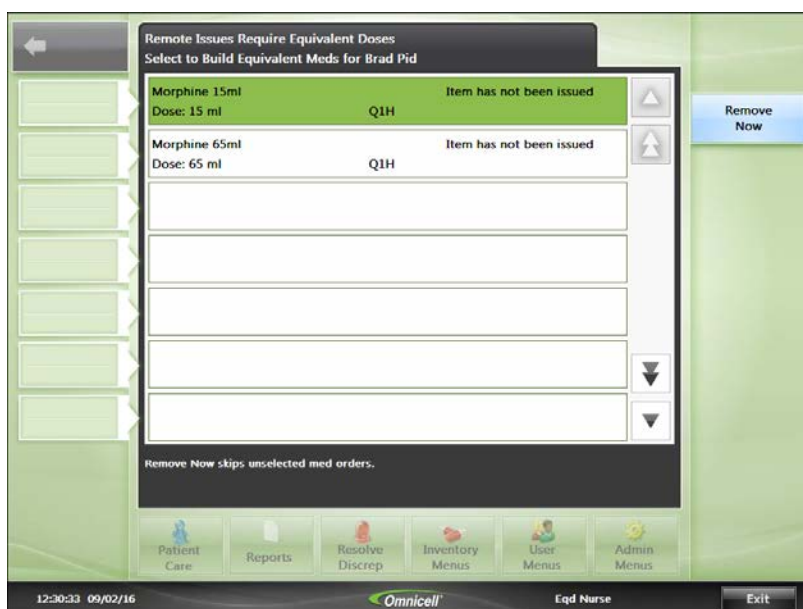 Remote Issues Require Equivalent Doses
Select to Build Equivalent Meds for Brad Pid
Morphine 15ml Item has not been issued
Dose: 15 ml Q1H
Morphine 65ml Item has not been issued
Dose: 65 ml Q1H
Remove
Now
Remove Now skips unselected med orders.
Patient
Care
Reports
Resolve
Discrep
Inventory
Menus
User
Menus
Admin
Menus
12:30:33 09/02/16 Omnicell Eqd Nurse Exit